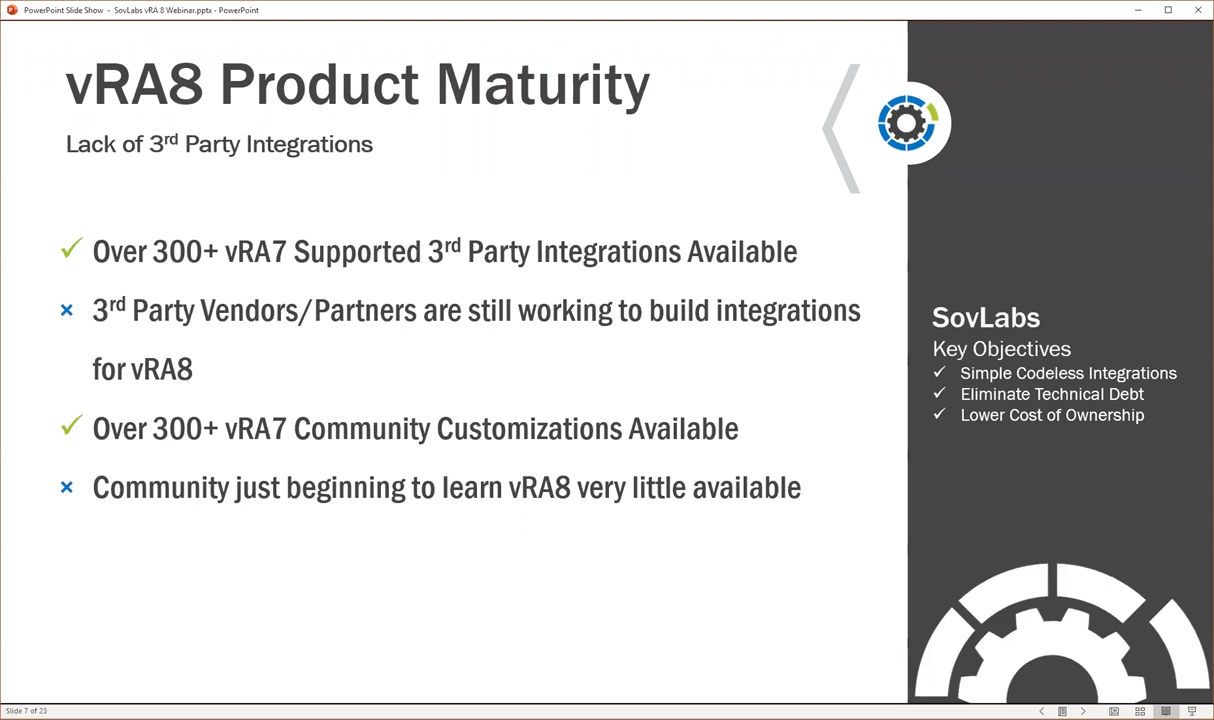 PowerPoint Slide Show - SovLabs vRA 8 Webinar.pptx - PowerPoint
vRA8 Product Maturity
Lack of 3rd Party Integrations
✓ Over 300+ vRA7 Supported 3rd Party Integrations Available
× 3rd Party Vendors/Partners are still working to build integrations
for vRA8
✓ Over 300+ vRA7 Community Customizations Available
× Community just beginning to learn vRA8 very little available
SovLabs
Key Objectives
✓ Simple Codeless Integrations
✓ Eliminate Technical Debt
✓ Lower Cost of Ownership
Slide 7 of 23